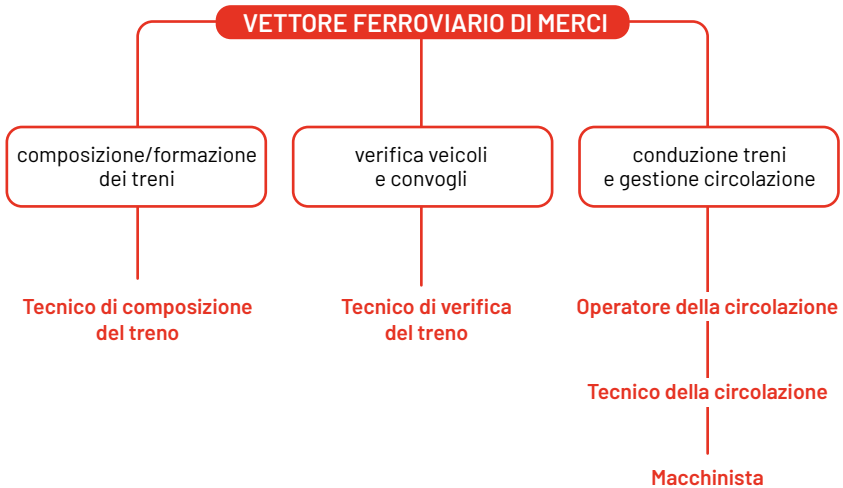 VETTORE FERROVIARIO DI MERCI
composizione/formazione
dei treni
verifica veicoli
e convogli
conduzione treni
e gestione circolazione
Tecnico di composizione
del treno
Tecnico di verifica
del treno
Operatore della circolazione
Tecnico della circolazione
Macchinista